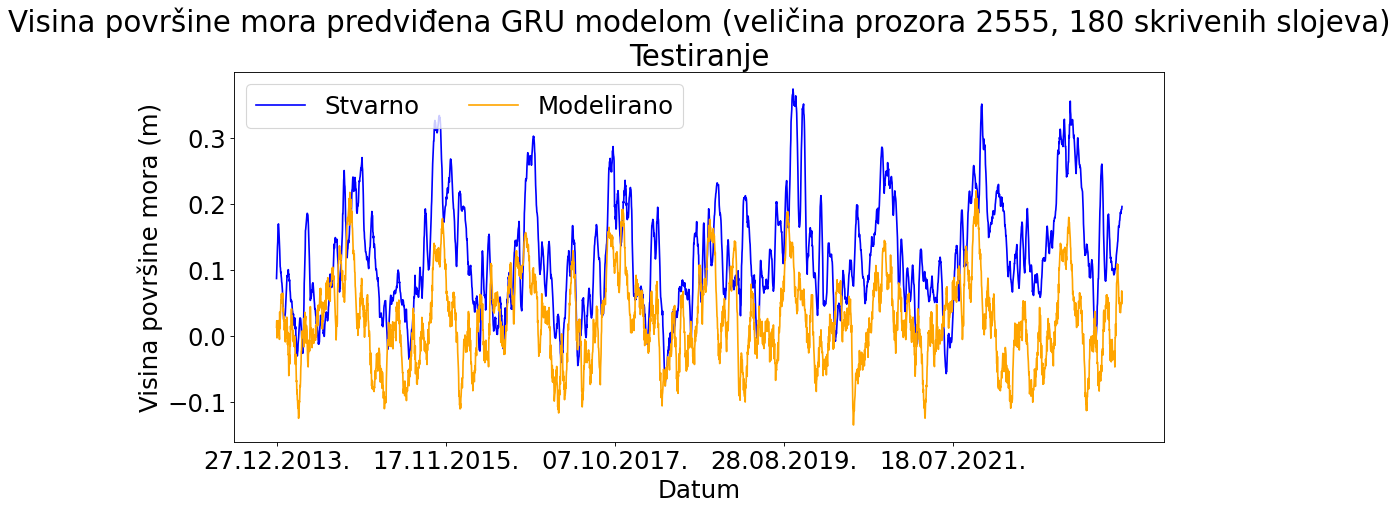 Visina površine mora predviđena GRU modelom (veličina prozora 2555, 180 skrivenih slojeva)
Testiranje
Stvarno
Modelirano
Visina površine mora (m)
0.3
0.2
0.1
0.0
−0.1
27.12.2013.
17.11.2015.
07.10.2017.
28.08.2019.
18.07.2021.
Datum